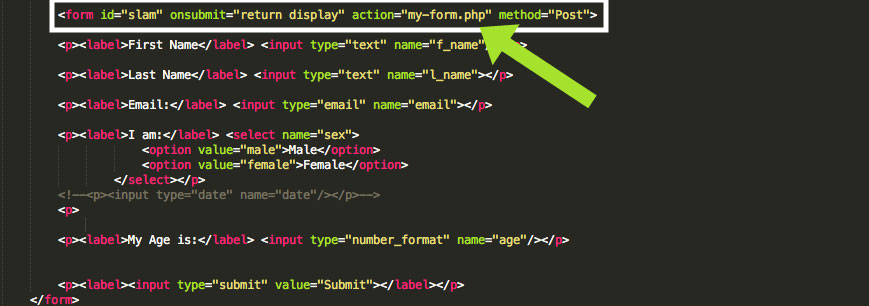 <form id="slam" onsubmit="return display" action="my-form.php" method="Post">
<p><label>First Name</label> <input type="text" name="f_name"
<p><label>Last Name</label> <input type="text" name="l_name"></p>
<p><label>Email:</label> <input type="email" name="email"></p>
<p><label>I am:</label> <select name="sex">
<option value="male">Male</option>
<option value="female">Female</option>
</select></p>
<!--<p><input type="date" name="date"/></p>-->
<p>
<p><label>My Age is:</label> <input type="number_format" name="age"/></p>
<p><label><input type="submit" value="Submit"></label></p>
</form>